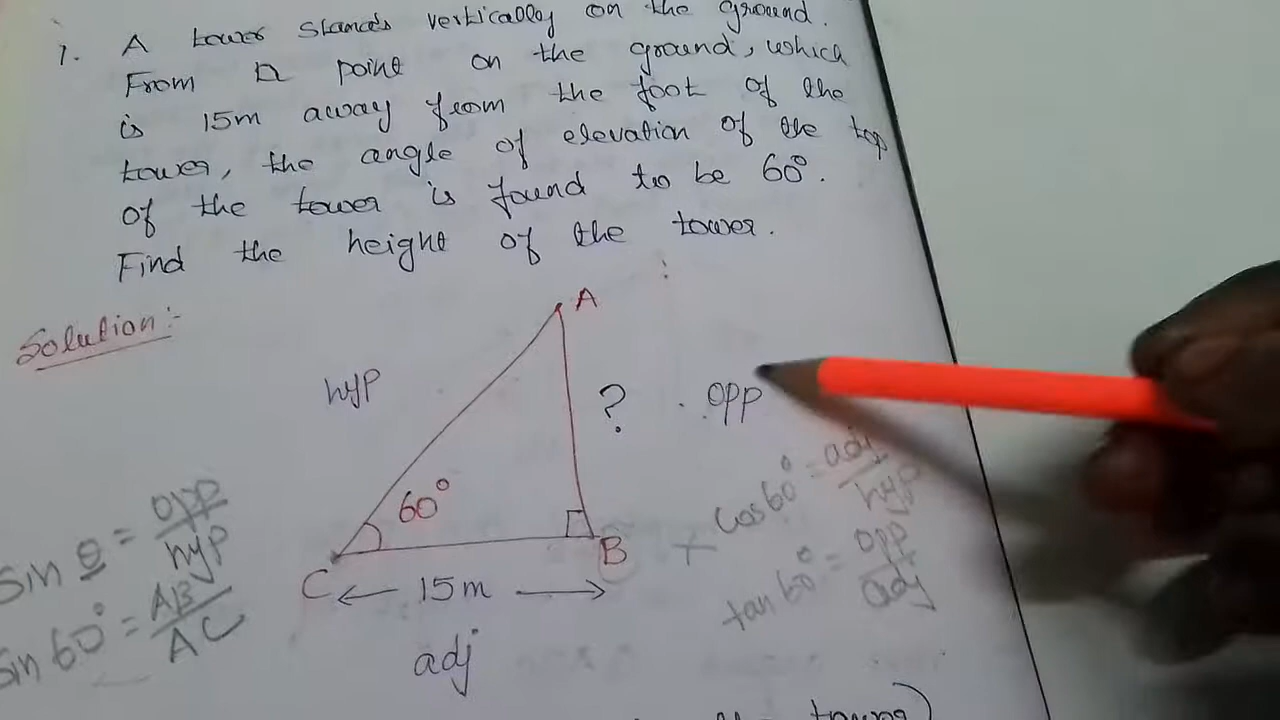 1. A tower stands vertically on the ground.
From a point on the ground, which
is 15m away from the foot of the
tower, the angle of elevation of the top
of the tower is found to be 60°.
Find the height of the tower.
Solution:-
A
hyp
?
opp
60°
C
B
← 15m →
adj
sin θ = opp/hyp
sin 60° = AB/AC
cos 60° = adj/hyp
tan 60° = opp/adj
tower)